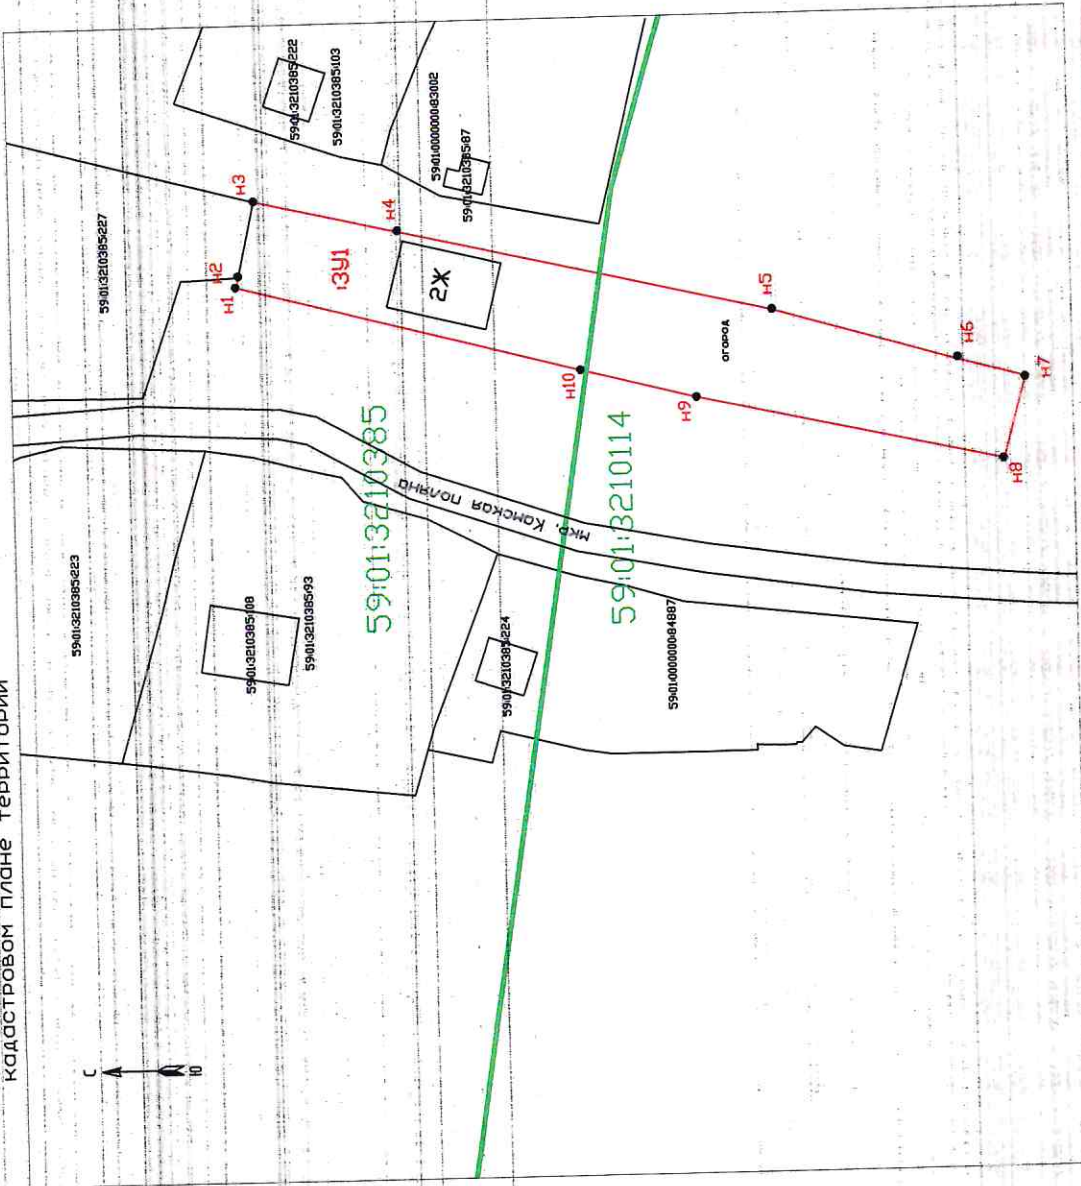 кадастровом плане территории
59:01:3210385:223
59:01:3210385:227
59:01:3210385:222
59:01:3210385:103
59:01:0000000:83002
59:01:3210385:87
59:01:3210385:108
59:01:3210385:93
59:01:3210385
59:01:3210385:224
59:01:3210114
59:01:0000000:84887
мкр. Камская поляна
:ЗУ1
2Ж
огород
н1
н2
н3
н4
н5
н6
н7
н8
н9
н10
С
Ю